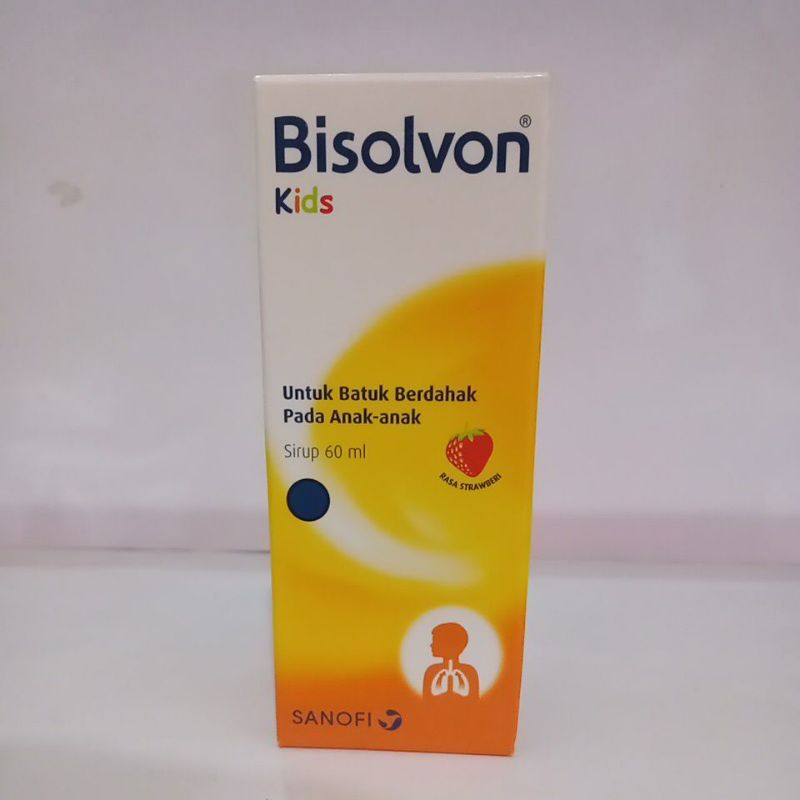 Bisolvon®
Kids
Untuk Batuk Berdahak
Pada Anak-anak
Sirup 60 ml
RASA STRAWBERI
SANOFI